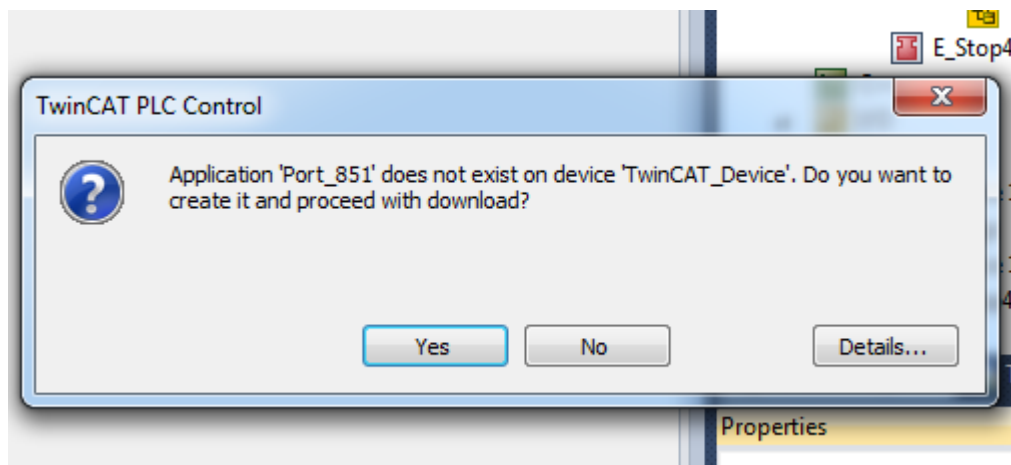 E_Stop4
TwinCAT PLC Control
Application 'Port_851' does not exist on device 'TwinCAT_Device'. Do you want to
create it and proceed with download?
Yes
No
Details...
Properties